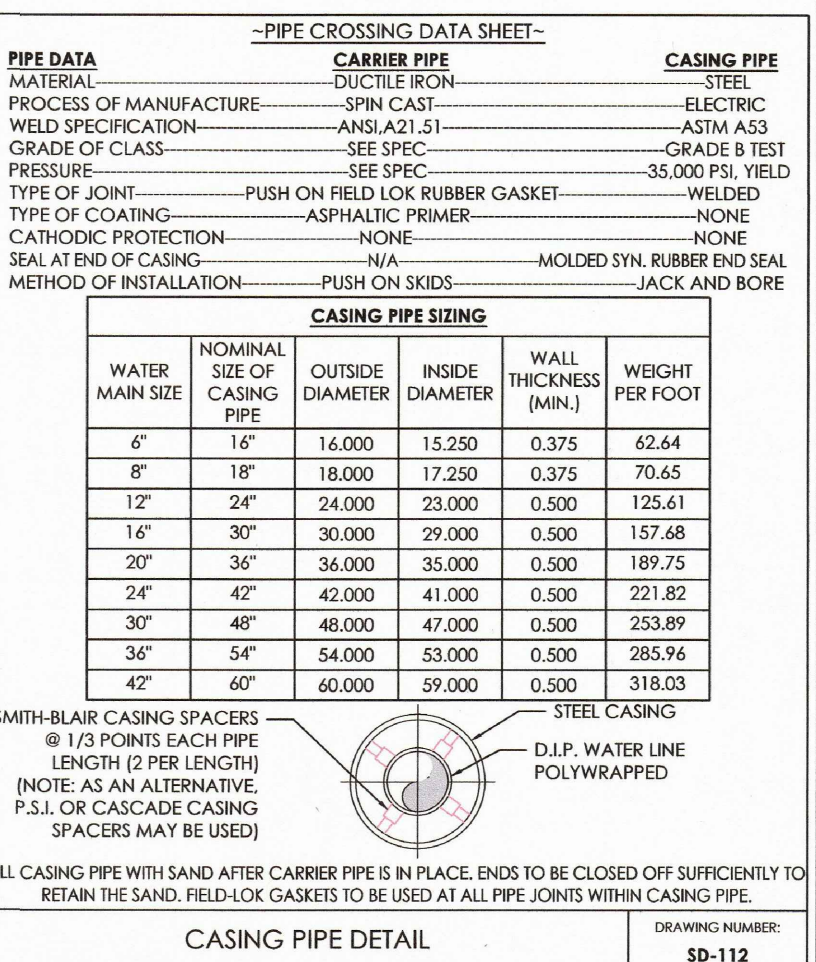 ~PIPE CROSSING DATA SHEET~
PIPE DATA CARRIER PIPE CASING PIPE
MATERIAL DUCTILE IRON STEEL
PROCESS OF MANUFACTURE SPIN CAST ELECTRIC
WELD SPECIFICATION ANSI,A21.51 ASTM A53
GRADE OF CLASS SEE SPEC GRADE B TEST
PRESSURE SEE SPEC 35,000 PSI, YIELD
TYPE OF JOINT PUSH ON FIELD LOK RUBBER GASKET WELDED
TYPE OF COATING ASPHALTIC PRIMER NONE
CATHODIC PROTECTION NONE NONE
SEAL AT END OF CASING N/A MOLDED SYN. RUBBER END SEAL
METHOD OF INSTALLATION PUSH ON SKIDS JACK AND BORE
CASING PIPE SIZING
WATER MAIN SIZE NOMINAL SIZE OF CASING PIPE OUTSIDE DIAMETER INSIDE DIAMETER WALL THICKNESS (MIN.) WEIGHT PER FOOT
6" 16" 16.000 15.250 0.375 62.64
8" 18" 18.000 17.250 0.375 70.65
12" 24" 24.000 23.000 0.500 125.61
16" 30" 30.000 29.000 0.500 157.68
20" 36" 36.000 35.000 0.500 189.75
24" 42" 42.000 41.000 0.500 221.82
30" 48" 48.000 47.000 0.500 253.89
36" 54" 54.000 53.000 0.500 285.96
42" 60" 60.000 59.000 0.500 318.03
SMITH-BLAIR CASING SPACERS
@ 1/3 POINTS EACH PIPE
LENGTH (2 PER LENGTH)
(NOTE: AS AN ALTERNATIVE,
P.S.I. OR CASCADE CASING
SPACERS MAY BE USED)
STEEL CASING
D.I.P. WATER LINE
POLYWRAPPED
LL CASING PIPE WITH SAND AFTER CARRIER PIPE IS IN PLACE. ENDS TO BE CLOSED OFF SUFFICIENTLY TO
RETAIN THE SAND. FIELD-LOK GASKETS TO BE USED AT ALL PIPE JOINTS WITHIN CASING PIPE.
CASING PIPE DETAIL
DRAWING NUMBER:
SD-112